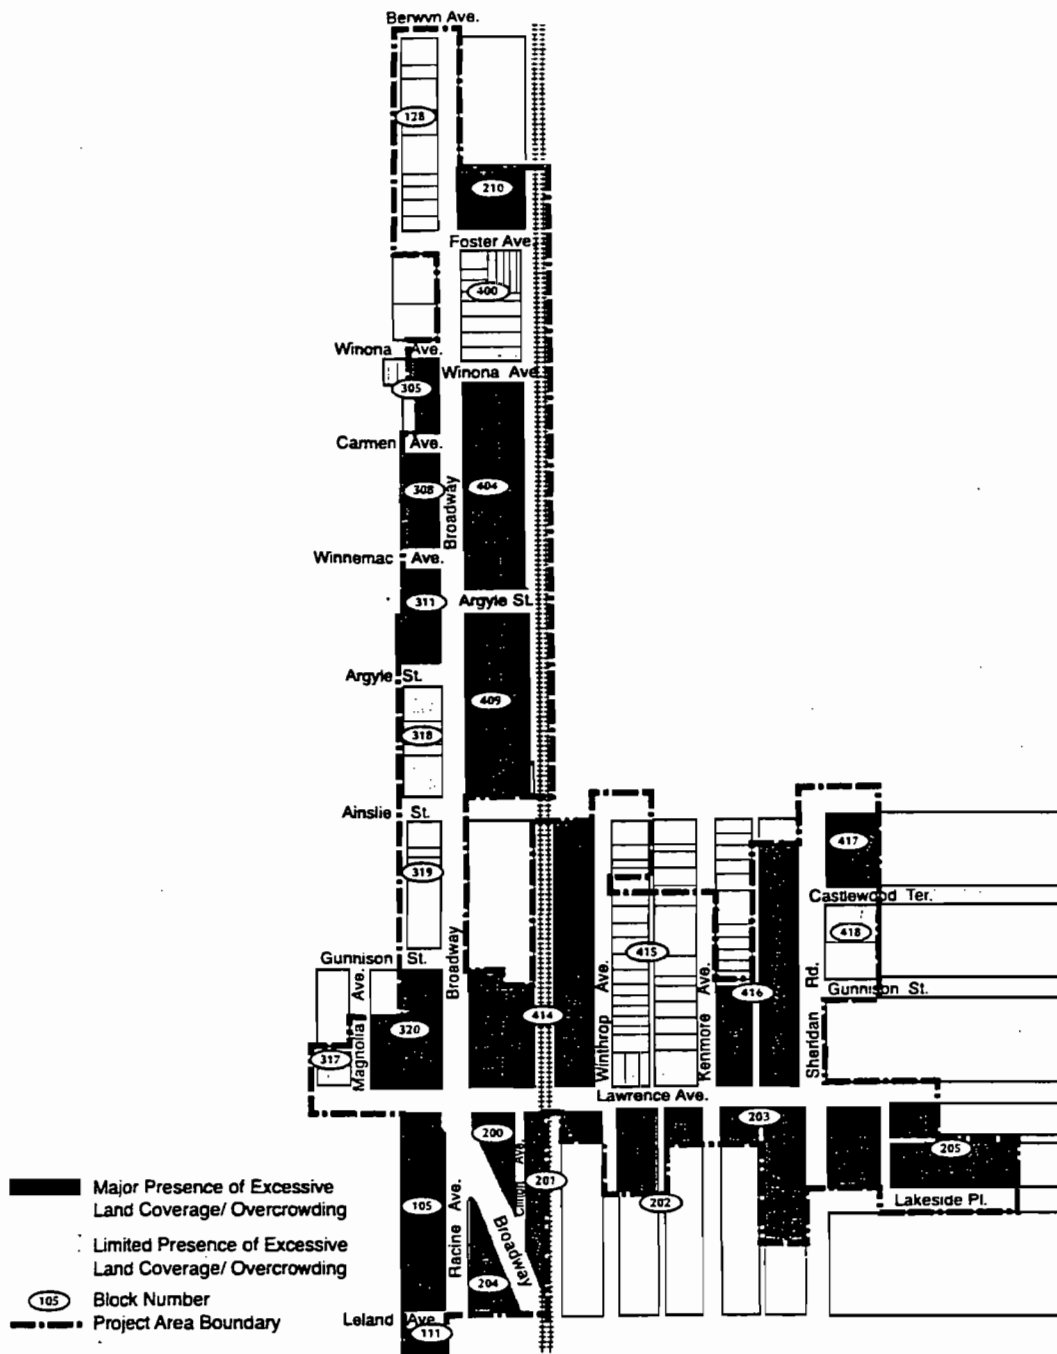 Berwyn Ave.
128
210
Foster Ave.
400
Winona Ave.
Winona Ave.
305
Carmen Ave.
308
404
Broadway
Winnemac Ave.
311
Argyle St.
Argyle St.
409
318
Ainslie St.
417
319
Castlewood Ter.
418
415
Gunnison St.
Broadway
Gunnison St.
416
Magnolia Ave.
320
414
Winthrop Ave.
Kenmore Ave.
Sheridan Rd.
317
Lawrence Ave.
203
200
205
201
Clifton Ave.
202
Lakeside Pl.
105
Racine Ave.
Broadway
204
Leland Ave.
111
Major Presence of Excessive
Land Coverage/ Overcrowding
Limited Presence of Excessive
Land Coverage/ Overcrowding
105 Block Number
Project Area Boundary